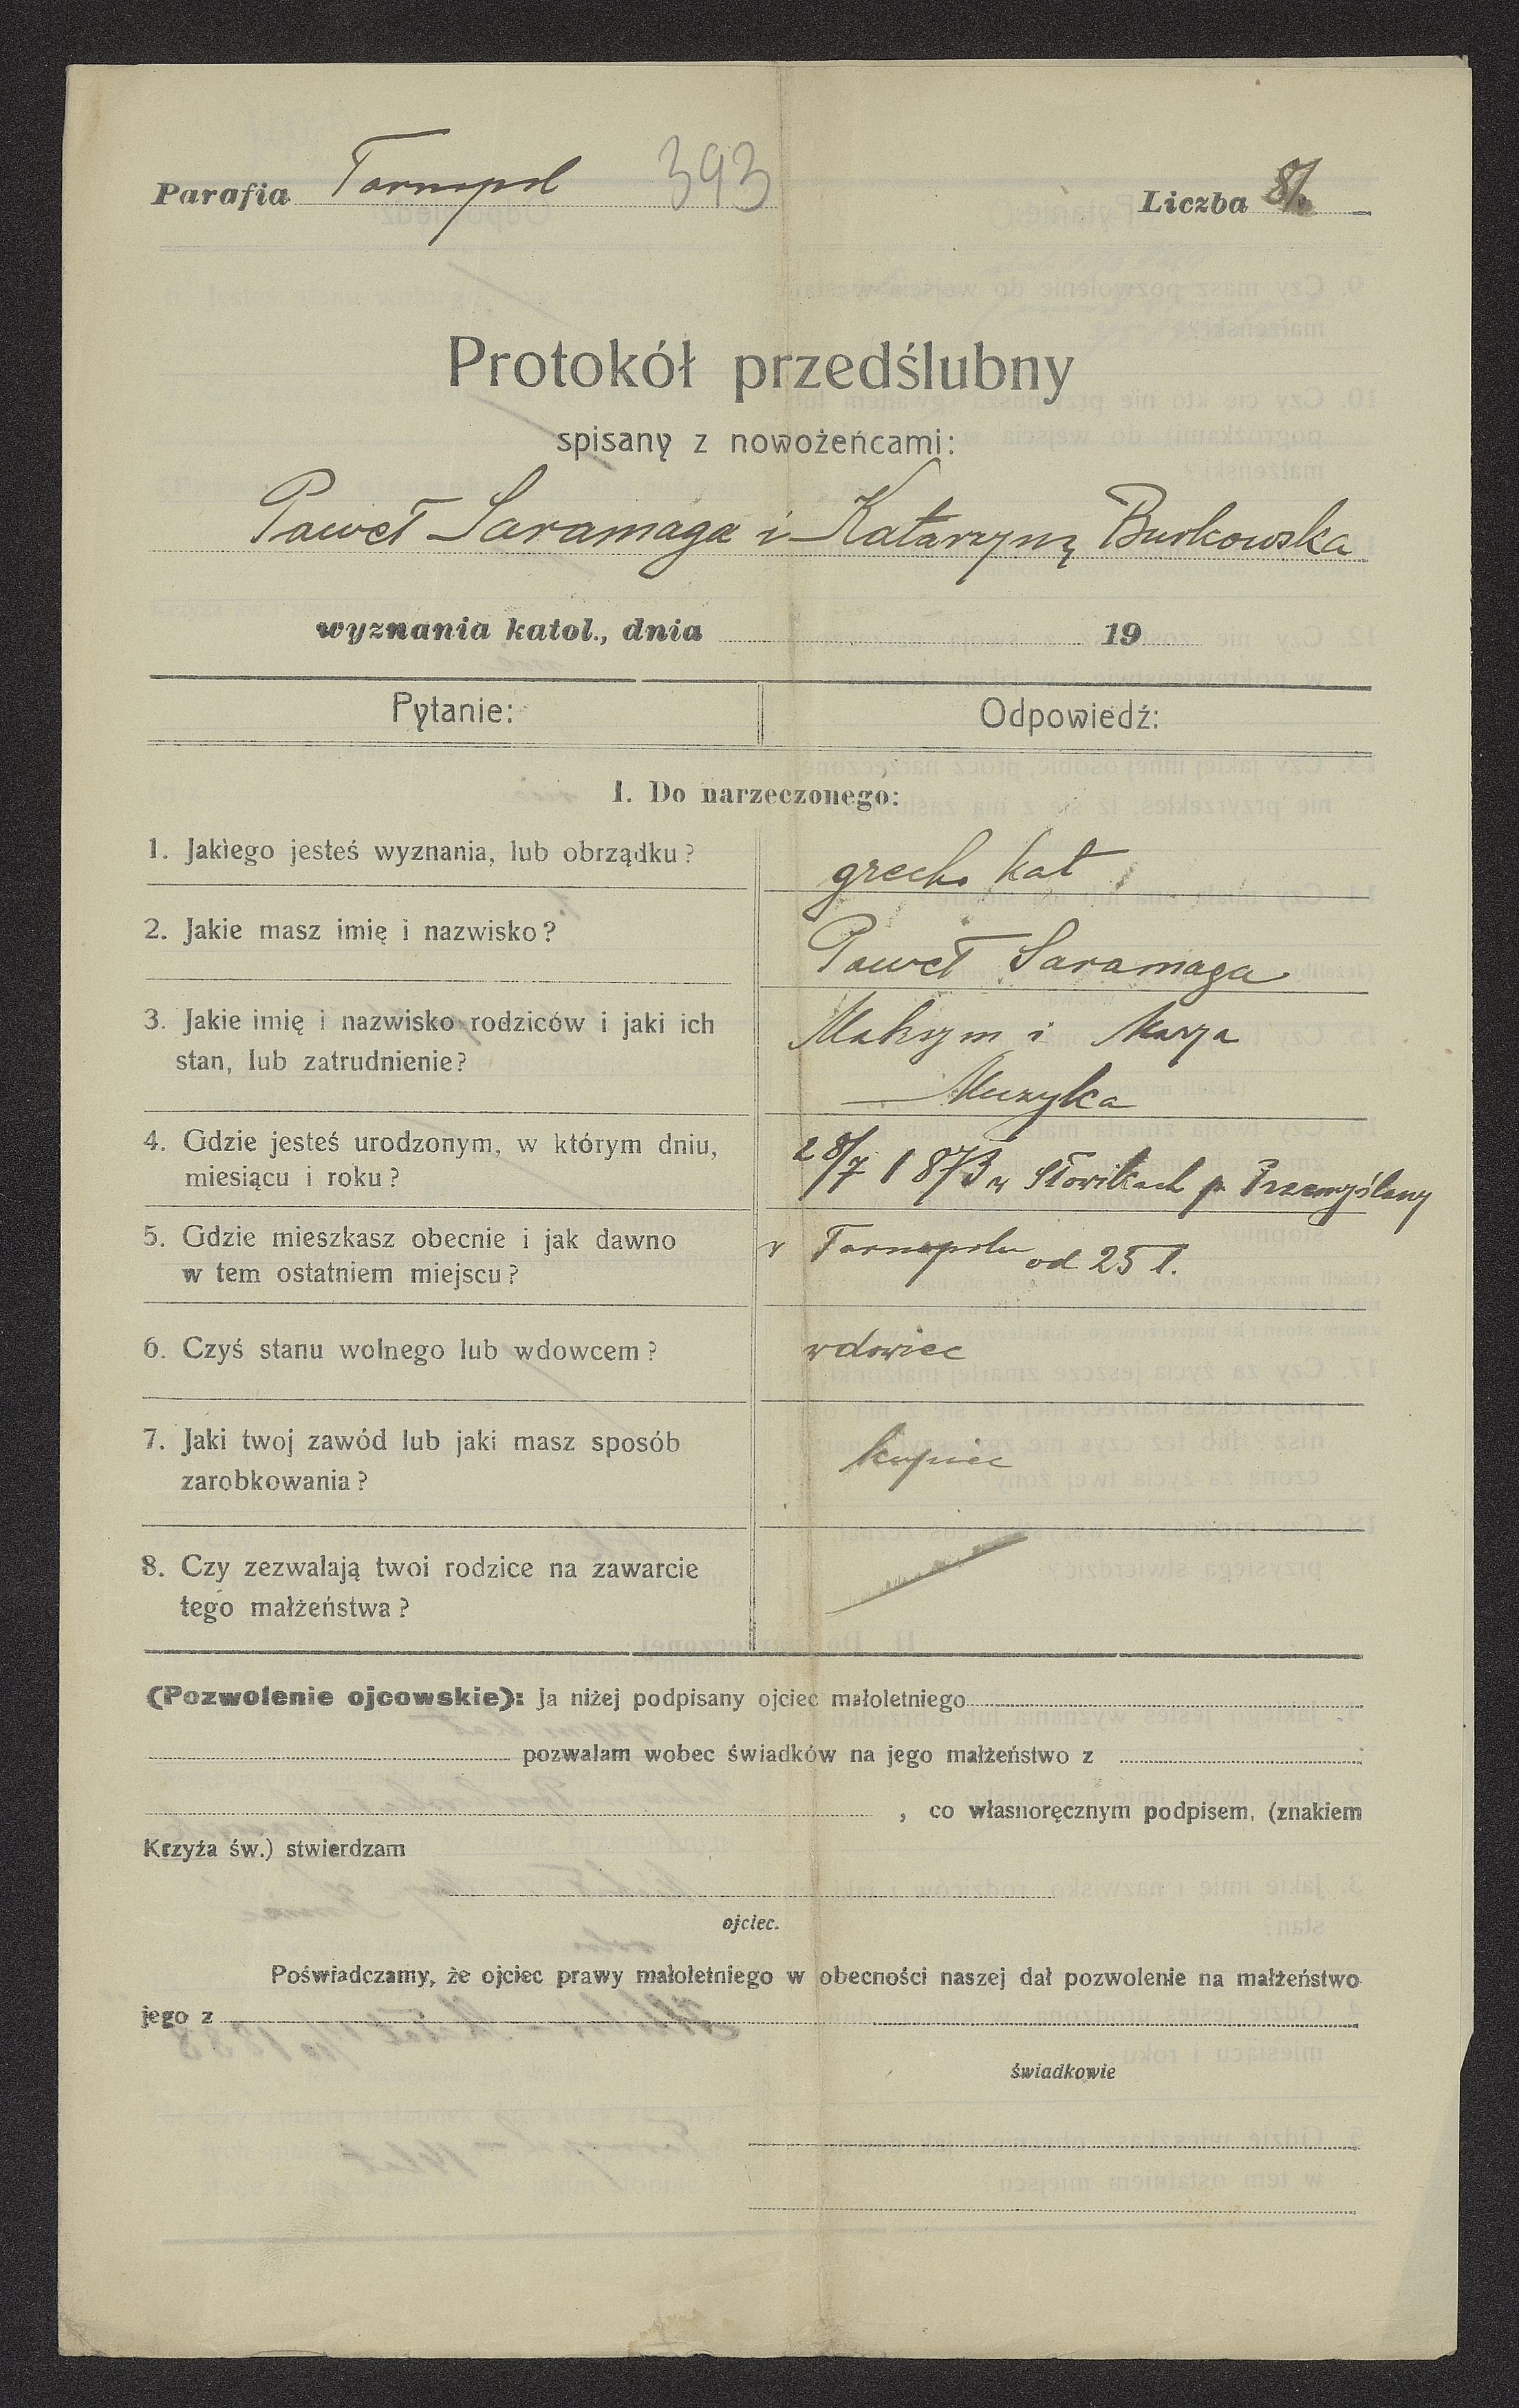 Parafia Tarnopol 393 Liczba
Protokół przedślubny
spisany z nowożeńcami:
Paweł Saramaga i Katarzyną Burkowska
wyznania katol., dnia 19
Pytanie: Odpowiedź:
I. Do narzeczonego:
1. Jakiego jesteś wyznania, lub obrządku?
grecko kat
2. Jakie masz imię i nazwisko?
Paweł Saramaga
3. Jakie imię i nazwisko rodziców i jaki ich
stan, lub zatrudnienie?
Maksym i Marya
Muzyka
4. Gdzie jesteś urodzonym, w którym dniu,
miesiącu i roku?
28/7 1873 w Słowikach p. Przemyślany
5. Gdzie mieszkasz obecnie i jak dawno
w tem ostatniem miejscu?
w Tarnopolu od 25 l.
6. Czyś stanu wolnego lub wdowcem?
wdowiec
7. Jaki twoj zawód lub jaki masz sposób
zarobkowania?
kupiec
8. Czy zezwalają twoi rodzice na zawarcie
tego małżeństwa?
(Pozwolenie ojcowskie): Ja niżej podpisany ojciec małoletniego
pozwalam wobec świadków na jego małżeństwo z
, co własnoręcznym podpisem, (znakiem
Krzyża św.) stwierdzam
ojciec.
Poświadczamy, że ojciec prawy małoletniego w obecności naszej dał pozwolenie na małżeństwo
jego z
świadkowie